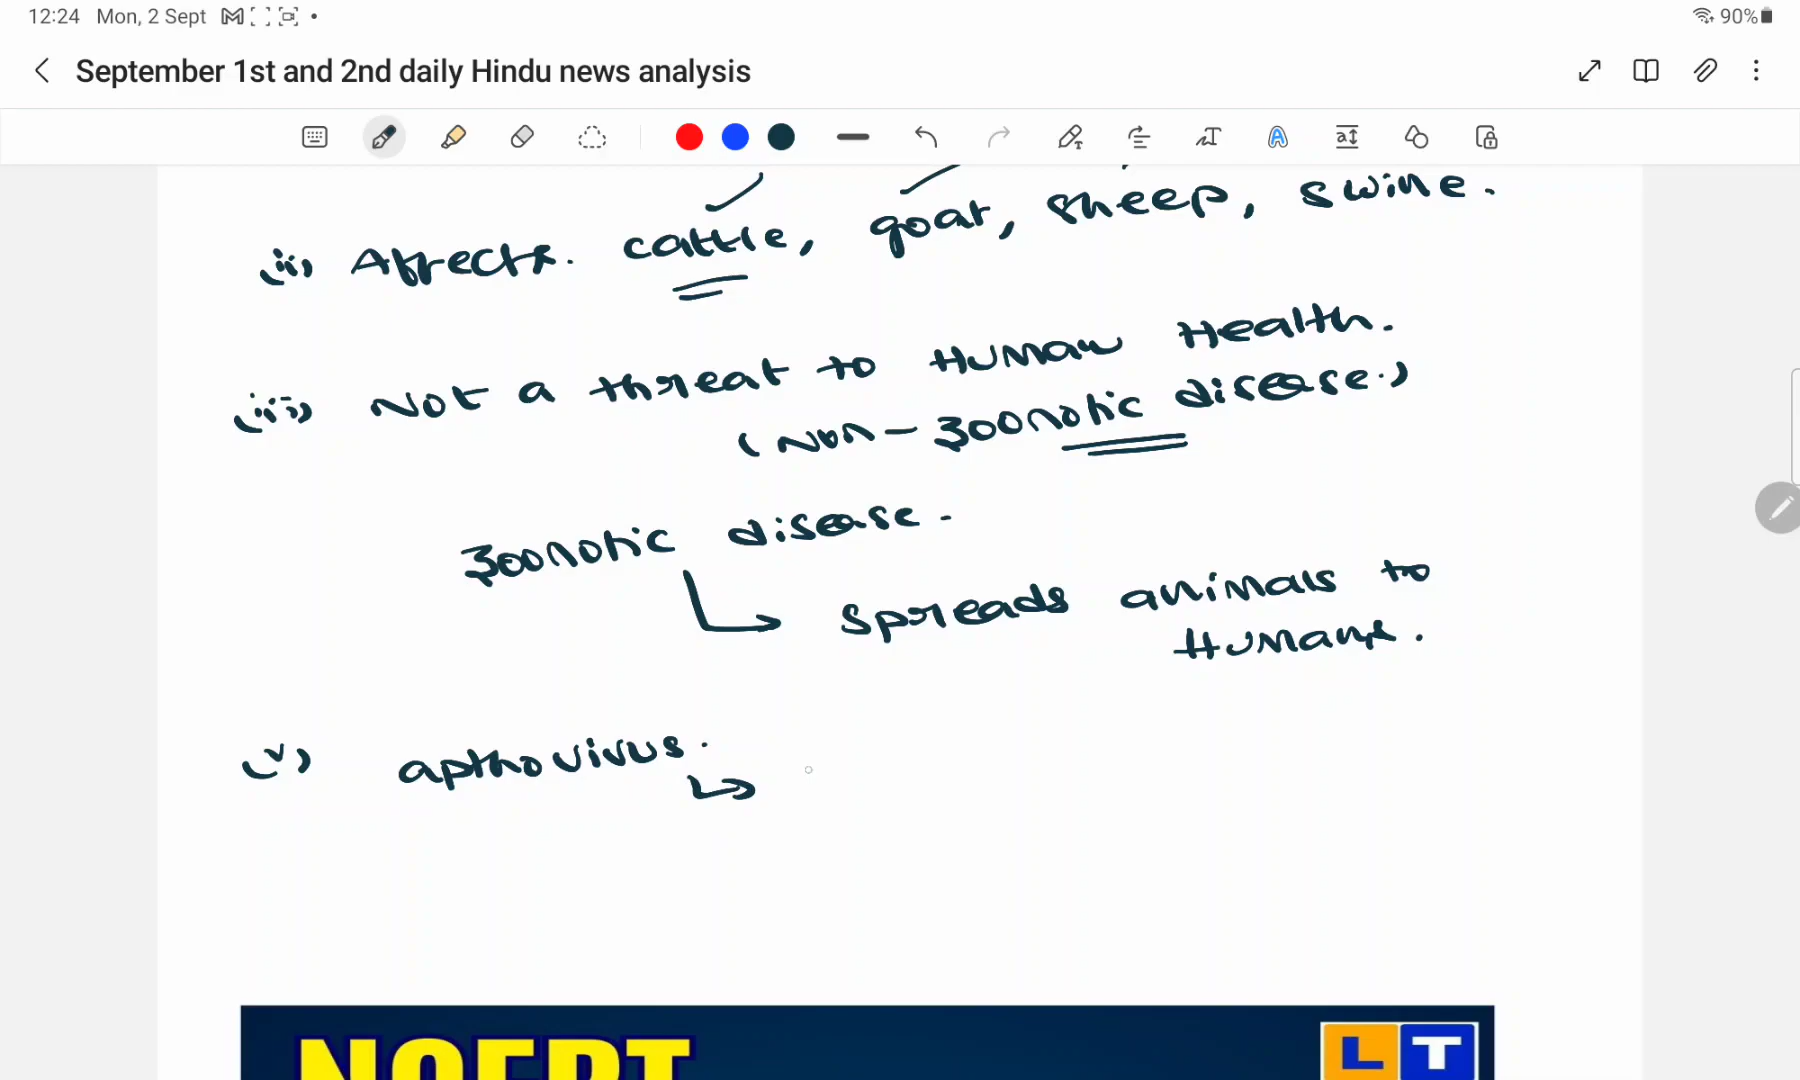 12:24 Mon, 2 Sept 90%
September 1st and 2nd daily Hindu news analysis
(ii) Affects. cattle, goat, sheep, swine.
(iii) Not a threat to Human Health.
(Non-zoonotic disease.)
zoonotic disease.
spreads animals to
Humans.
(v) apthovirus.
NCERT
LT